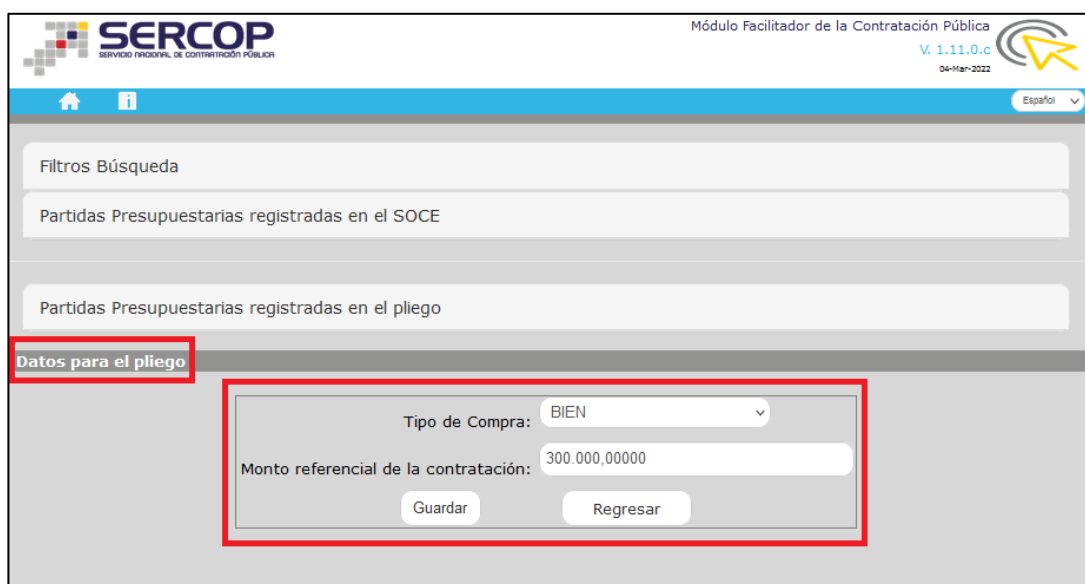 SERCOP
SERVICIO NACIONAL DE CONTRATACIÓN PÚBLICA
Módulo Facilitador de la Contratación Pública
V. 1.11.0.c
04-Mar-2022
Español
Filtros Búsqueda
Partidas Presupuestarias registradas en el SOCE
Partidas Presupuestarias registradas en el pliego
Datos para el pliego
Tipo de Compra: BIEN
Monto referencial de la contratación: 300.000,00000
Guardar Regresar